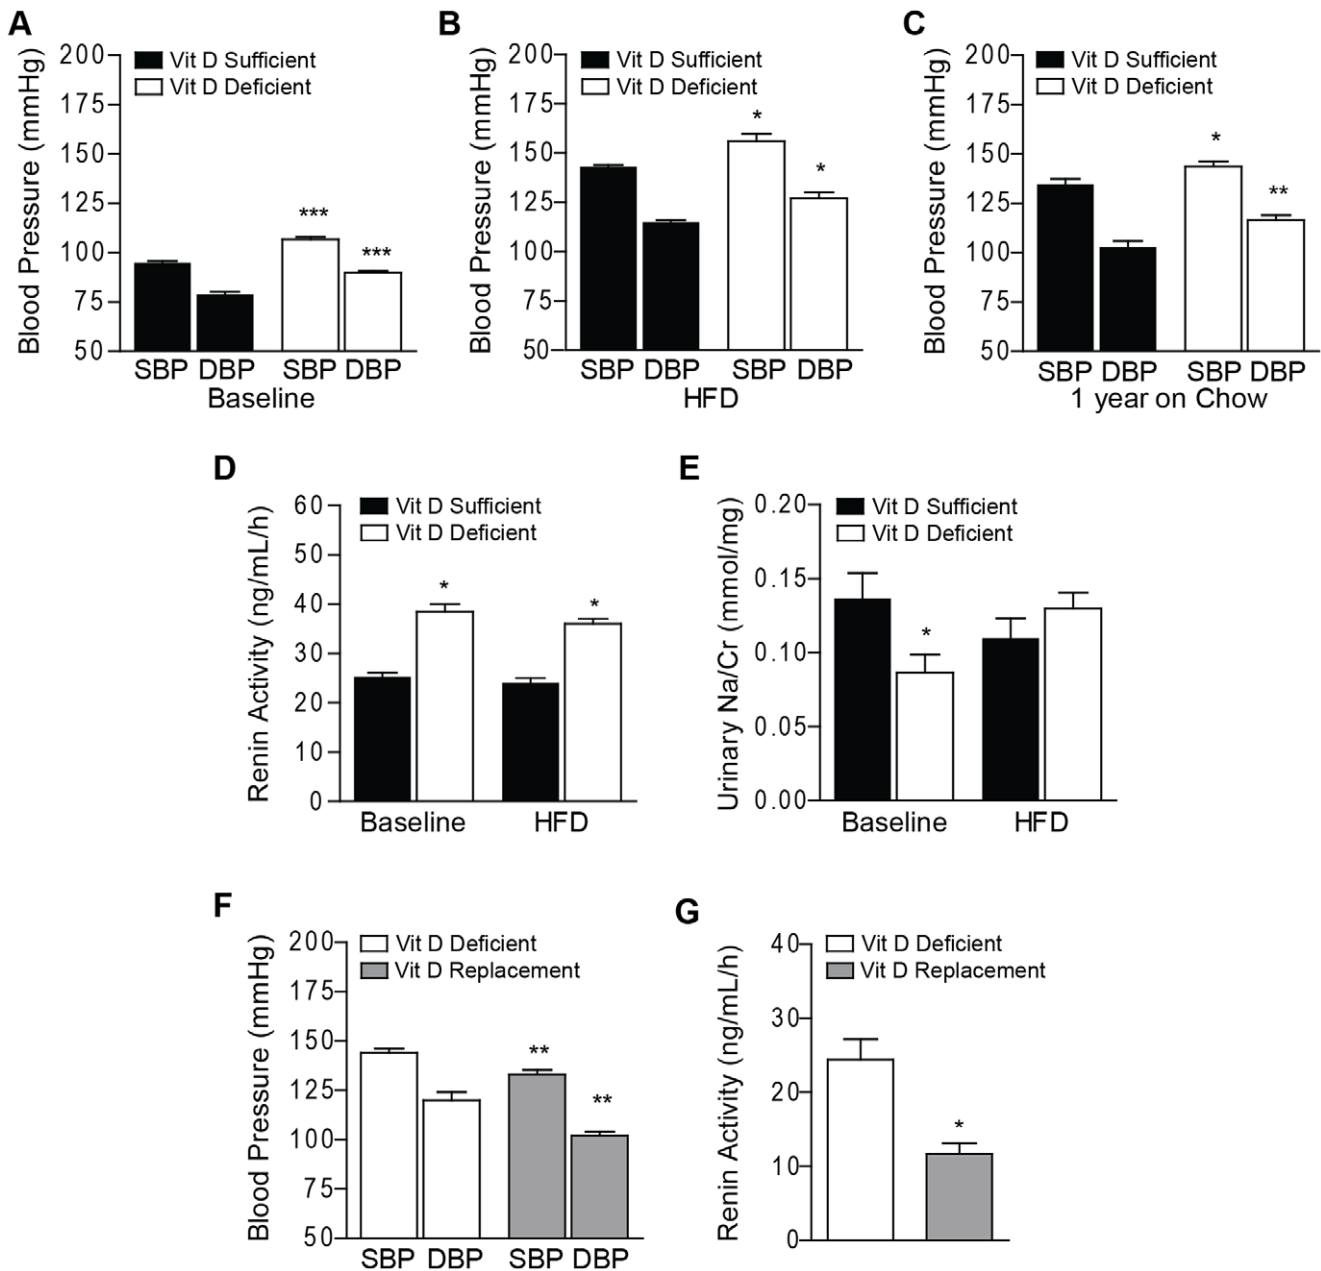 A
Blood Pressure (mmHg)
200
175
150
125
100
75
50
Vit D Sufficient
Vit D Deficient
***
***
SBP DBP SBP DBP
Baseline
B
Blood Pressure (mmHg)
200
175
150
125
100
75
50
Vit D Sufficient
Vit D Deficient
*
*
SBP DBP SBP DBP
HFD
C
Blood Pressure (mmHg)
200
175
150
125
100
75
50
Vit D Sufficient
Vit D Deficient
*
**
SBP DBP SBP DBP
1 year on Chow
D
Renin Activity (ng/mL/h)
60
50
40
30
20
10
0
Vit D Sufficient
Vit D Deficient
*
*
Baseline HFD
E
Urinary Na/Cr (mmol/mg)
0.20
0.15
0.10
0.05
0.00
Vit D Sufficient
Vit D Deficient
*
Baseline HFD
F
Blood Pressure (mmHg)
200
175
150
125
100
75
50
Vit D Deficient
Vit D Replacement
**
**
SBP DBP SBP DBP
G
Renin Activity (ng/mL/h)
40
30
20
10
0
Vit D Deficient
Vit D Replacement
*